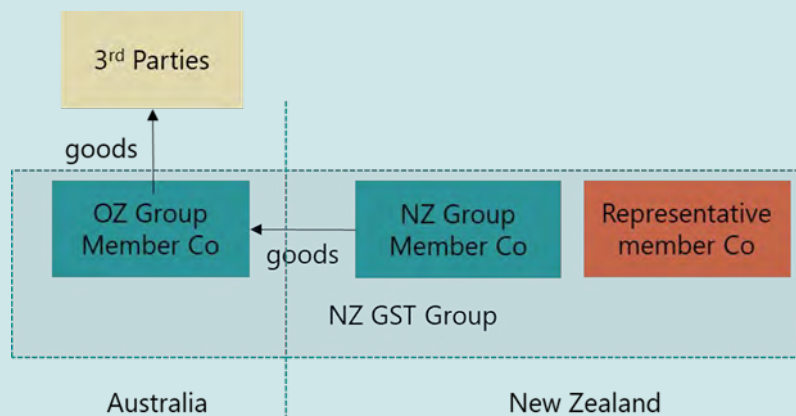 3rd Parties
goods
OZ Group
Member Co
goods
NZ Group
Member Co
Representative
member Co
NZ GST Group
Australia
New Zealand